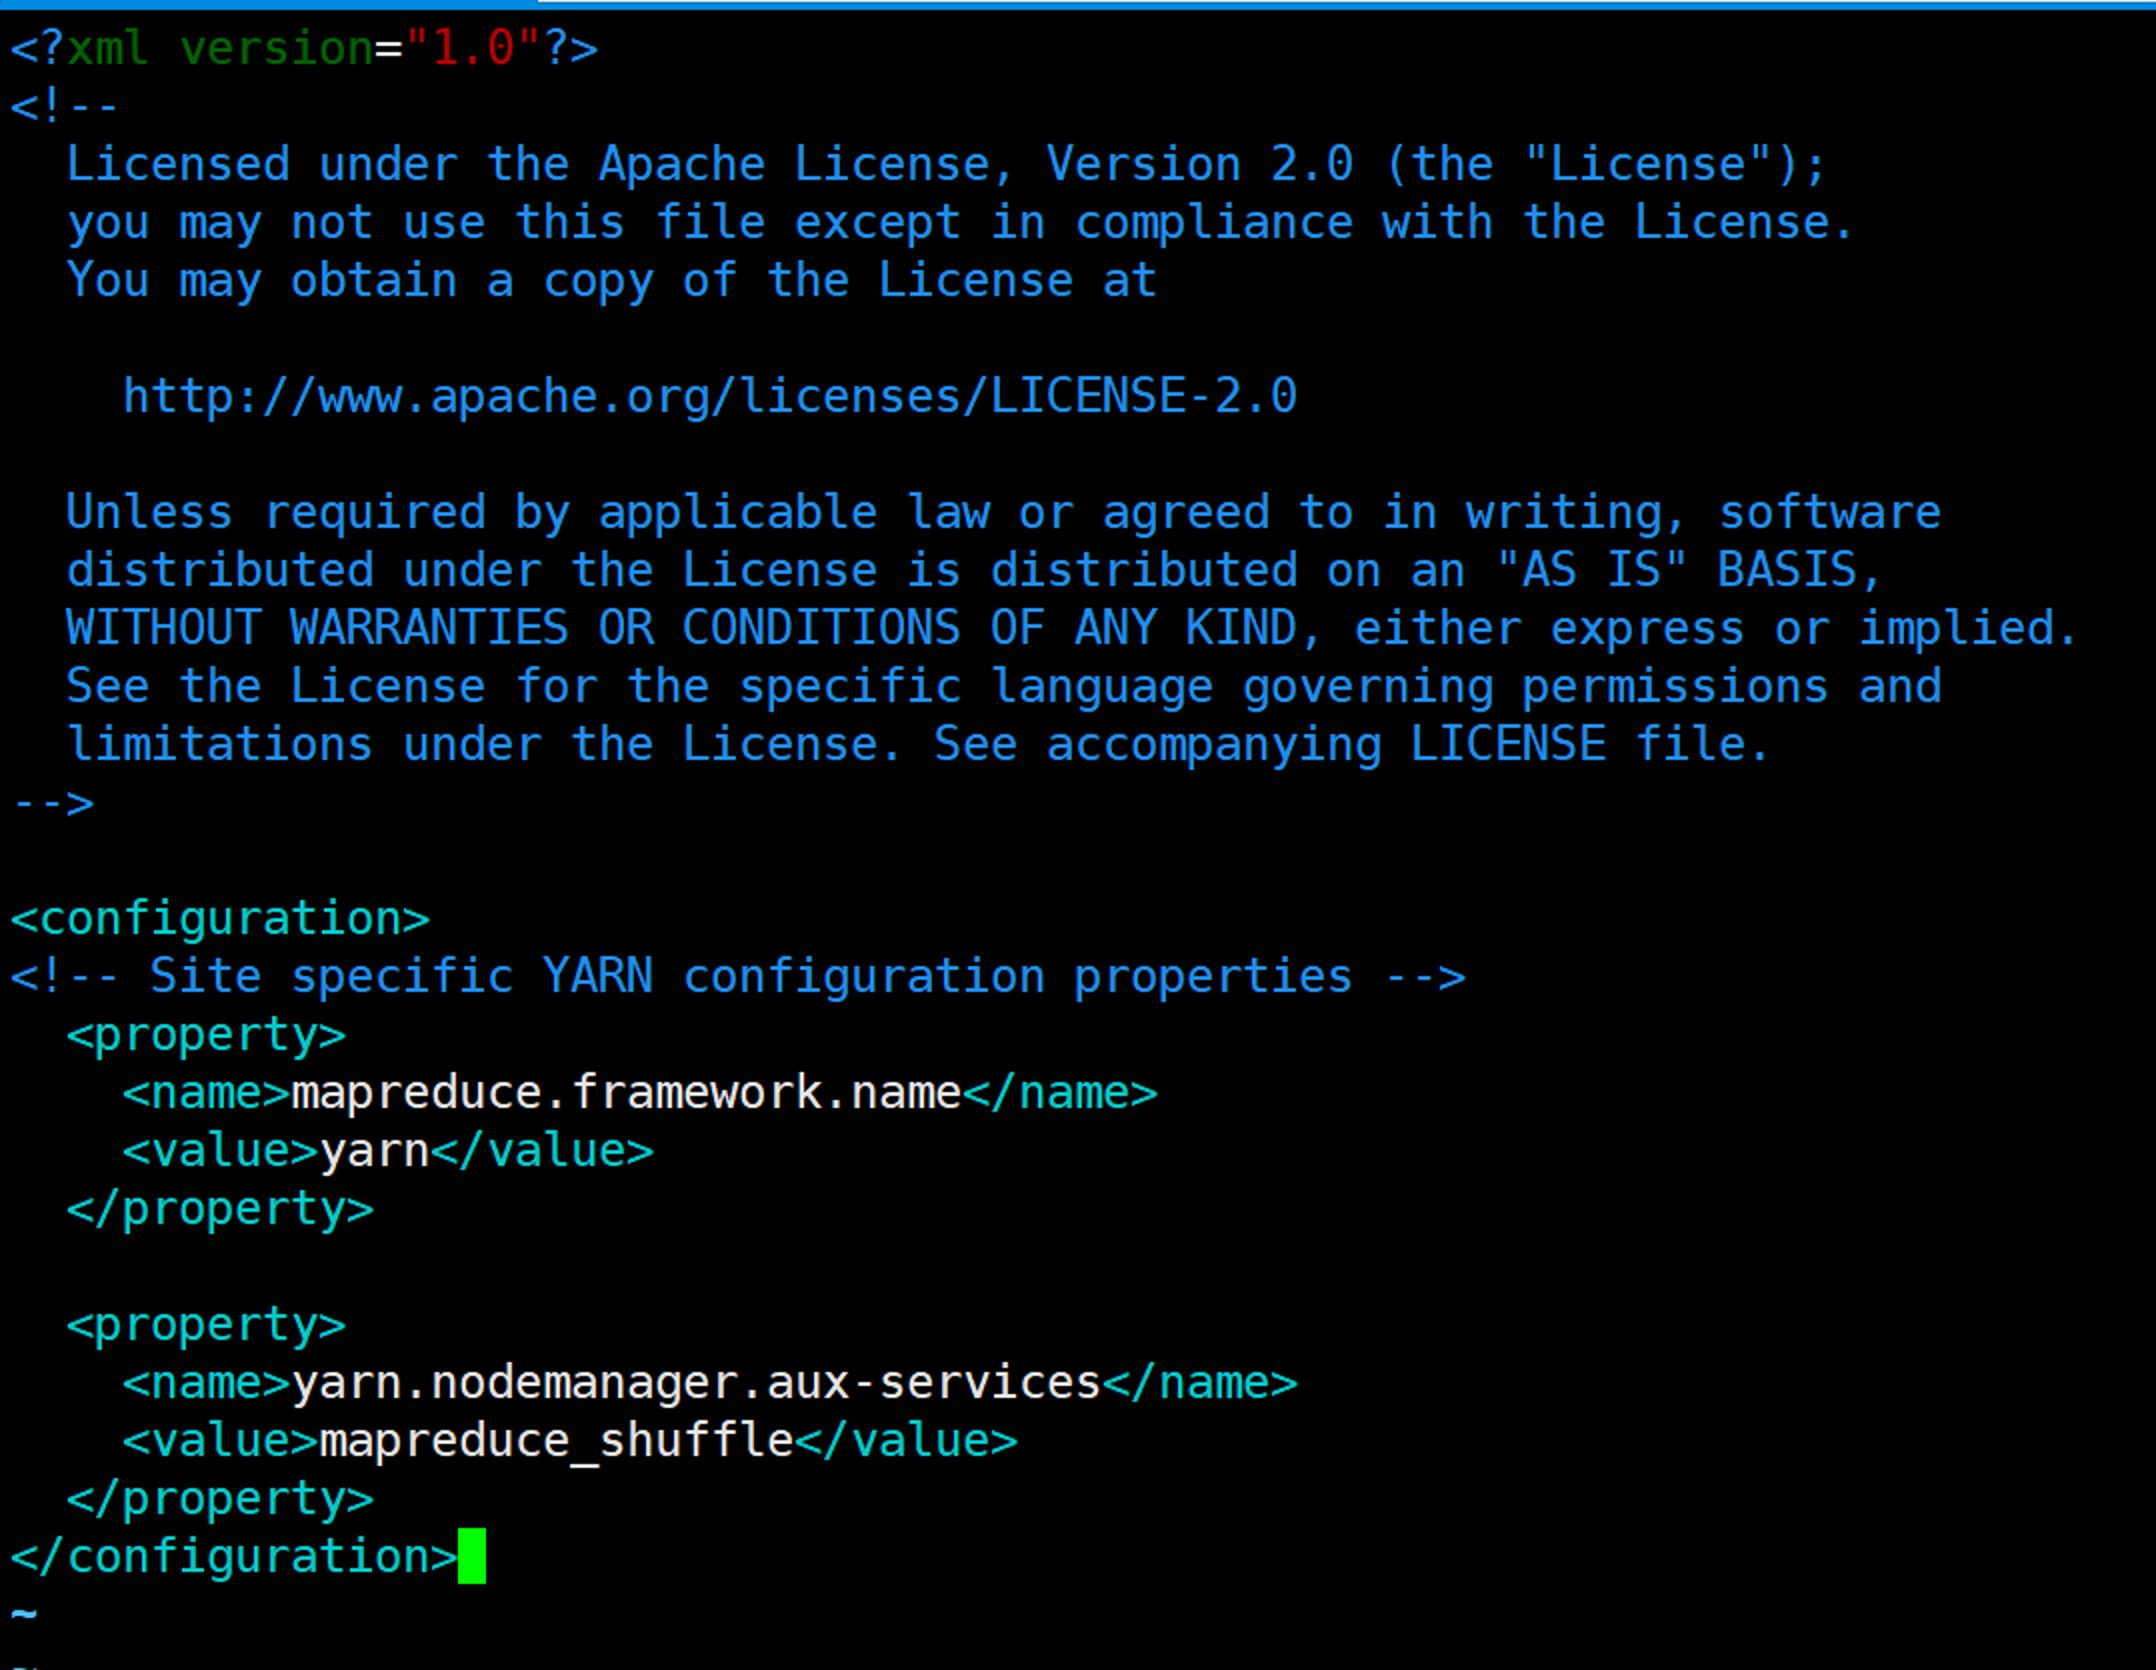 <?xml version="1.0"?>
<!--
  Licensed under the Apache License, Version 2.0 (the "License");
  you may not use this file except in compliance with the License.
  You may obtain a copy of the License at

    http://www.apache.org/licenses/LICENSE-2.0

  Unless required by applicable law or agreed to in writing, software
  distributed under the License is distributed on an "AS IS" BASIS,
  WITHOUT WARRANTIES OR CONDITIONS OF ANY KIND, either express or implied.
  See the License for the specific language governing permissions and
  limitations under the License. See accompanying LICENSE file.
-->

<configuration>
<!-- Site specific YARN configuration properties -->
  <property>
    <name>mapreduce.framework.name</name>
    <value>yarn</value>
  </property>

  <property>
    <name>yarn.nodemanager.aux-services</name>
    <value>mapreduce_shuffle</value>
  </property>
</configuration>
~